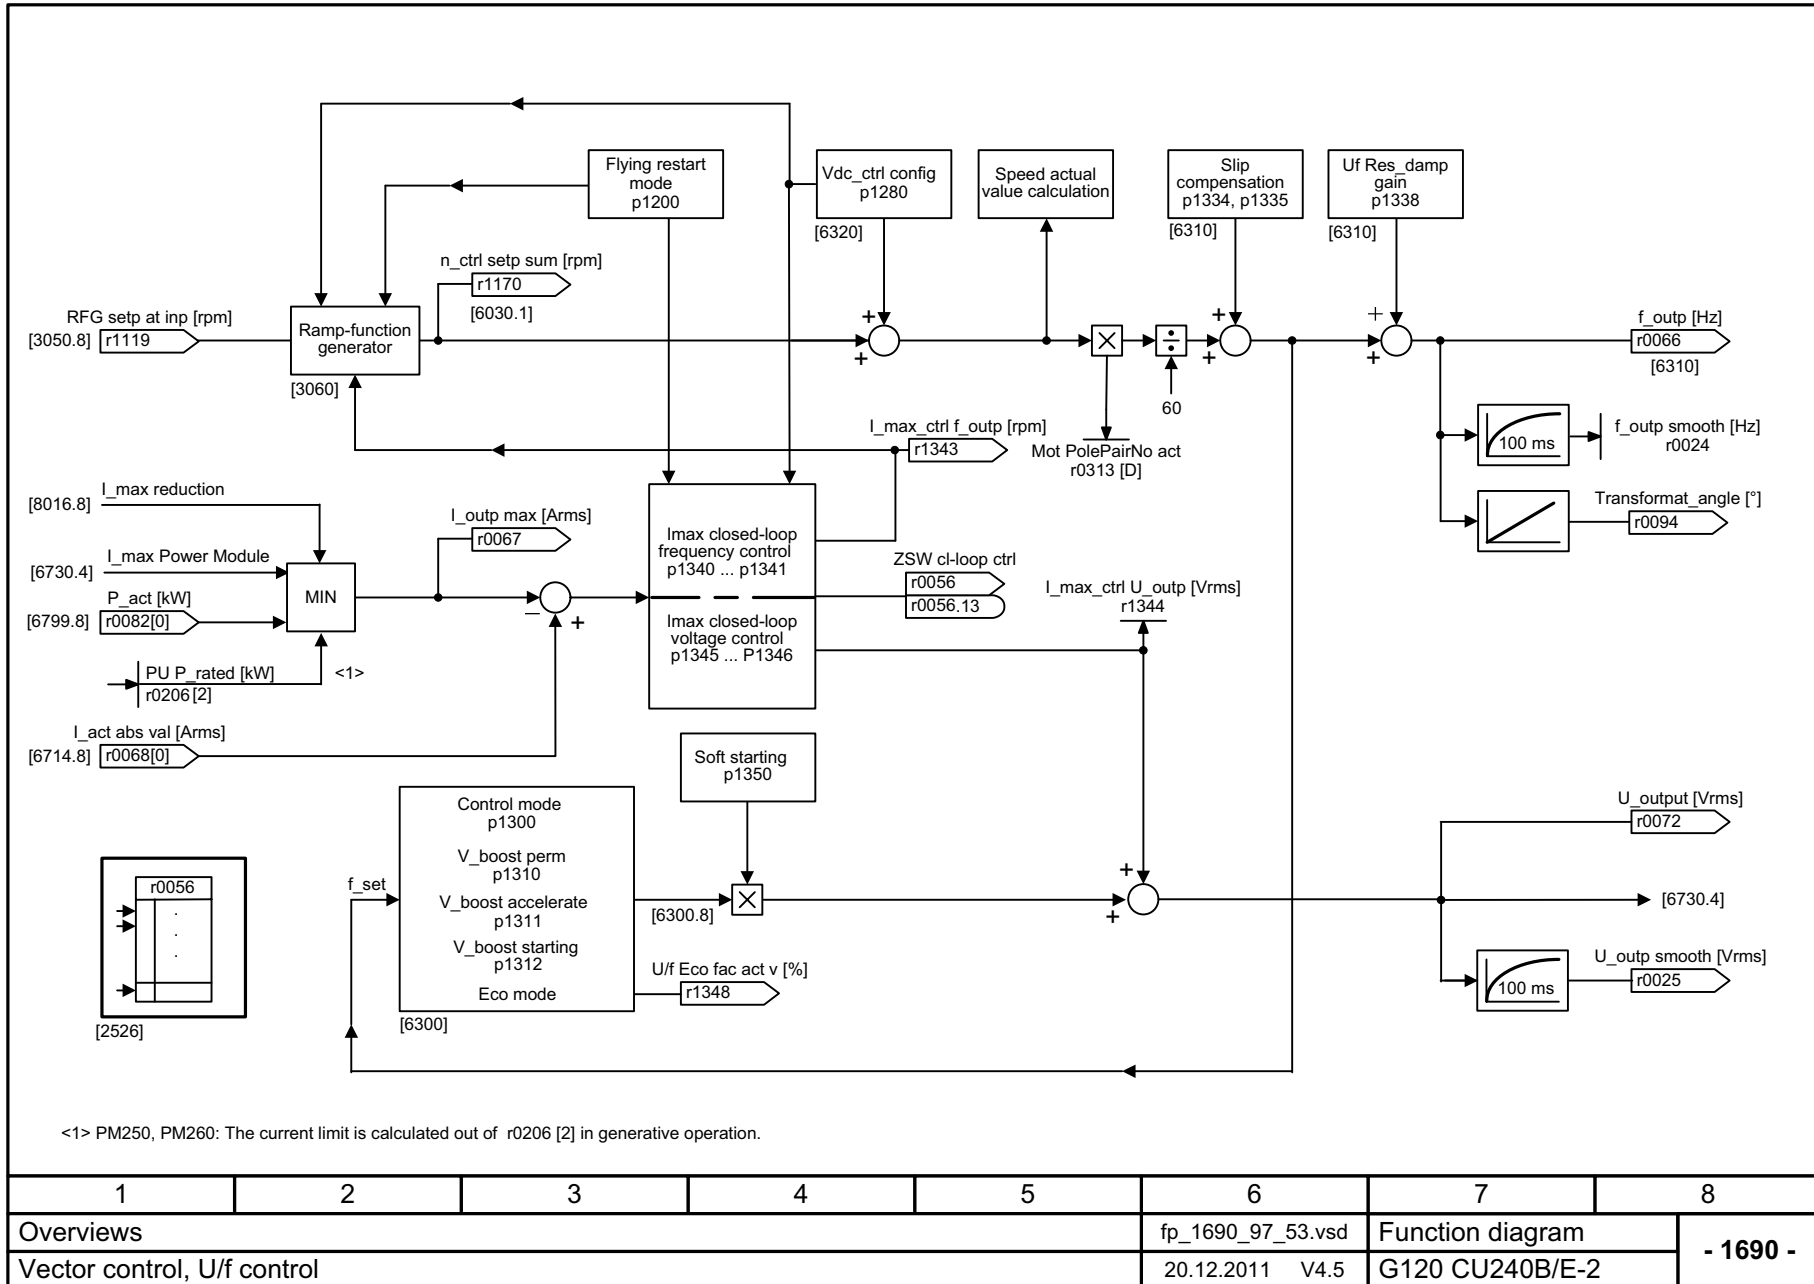 Flying restart
mode
p1200
Vdc_ctrl config
p1280
[6320]
Speed actual
value calculation
Slip
compensation
p1334, p1335
[6310]
Uf Res_damp
gain
p1338
[6310]
n_ctrl setp sum [rpm]
r1170
[6030.1]
RFG setp at inp [rpm]
[3050.8]
r1119
Ramp-function
generator
[3060]
+
+
+
+
+
+
60
f_outp [Hz]
r0066
[6310]
I_max_ctrl f_outp [rpm]
r1343
Mot PolePairNo act
r0313 [D]
100 ms
f_outp smooth [Hz]
r0024
Transformat_angle [°]
r0094
[8016.8]
I_max reduction
[6730.4]
I_max Power Module
P_act [kW]
[6799.8]
r0082[0]
MIN
PU P_rated [kW]
r0206 [2]
<1>
I_act abs val [Arms]
[6714.8]
r0068[0]
I_outp max [Arms]
r0067
−
+
Imax closed-loop
frequency control
p1340 ... p1341
Imax closed-loop
voltage control
p1345 ... P1346
ZSW cl-loop ctrl
r0056
r0056.13
I_max_ctrl U_outp [Vrms]
r1344
Soft starting
p1350
Control mode
p1300
V_boost perm
p1310
V_boost accelerate
p1311
V_boost starting
p1312
Eco mode
[6300]
f_set
[6300.8]
U/f Eco fac act v [%]
r1348
+
+
U_output [Vrms]
r0072
[6730.4]
U_outp smooth [Vrms]
100 ms
r0025
r0056
[2526]
<1> PM250, PM260: The current limit is calculated out of r0206 [2] in generative operation.
1 2 3 4 5 6 7 8
Overviews
fp_1690_97_53.vsd
Function diagram
- 1690 -
Vector control, U/f control
20.12.2011 V4.5
G120 CU240B/E-2